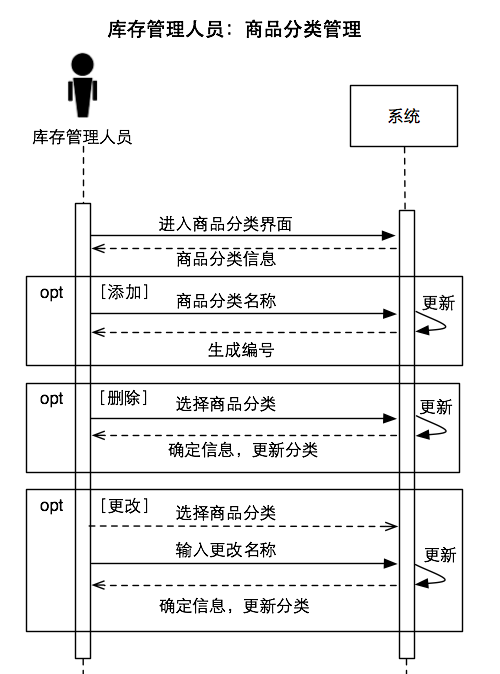 库存管理人员：商品分类管理
库存管理人员
系统
进入商品分类界面
商品分类信息
opt
[添加]
商品分类名称
更新
生成编号
opt
[删除]
选择商品分类
更新
确定信息，更新分类
opt
[更改]
选择商品分类
输入更改名称
更新
确定信息，更新分类